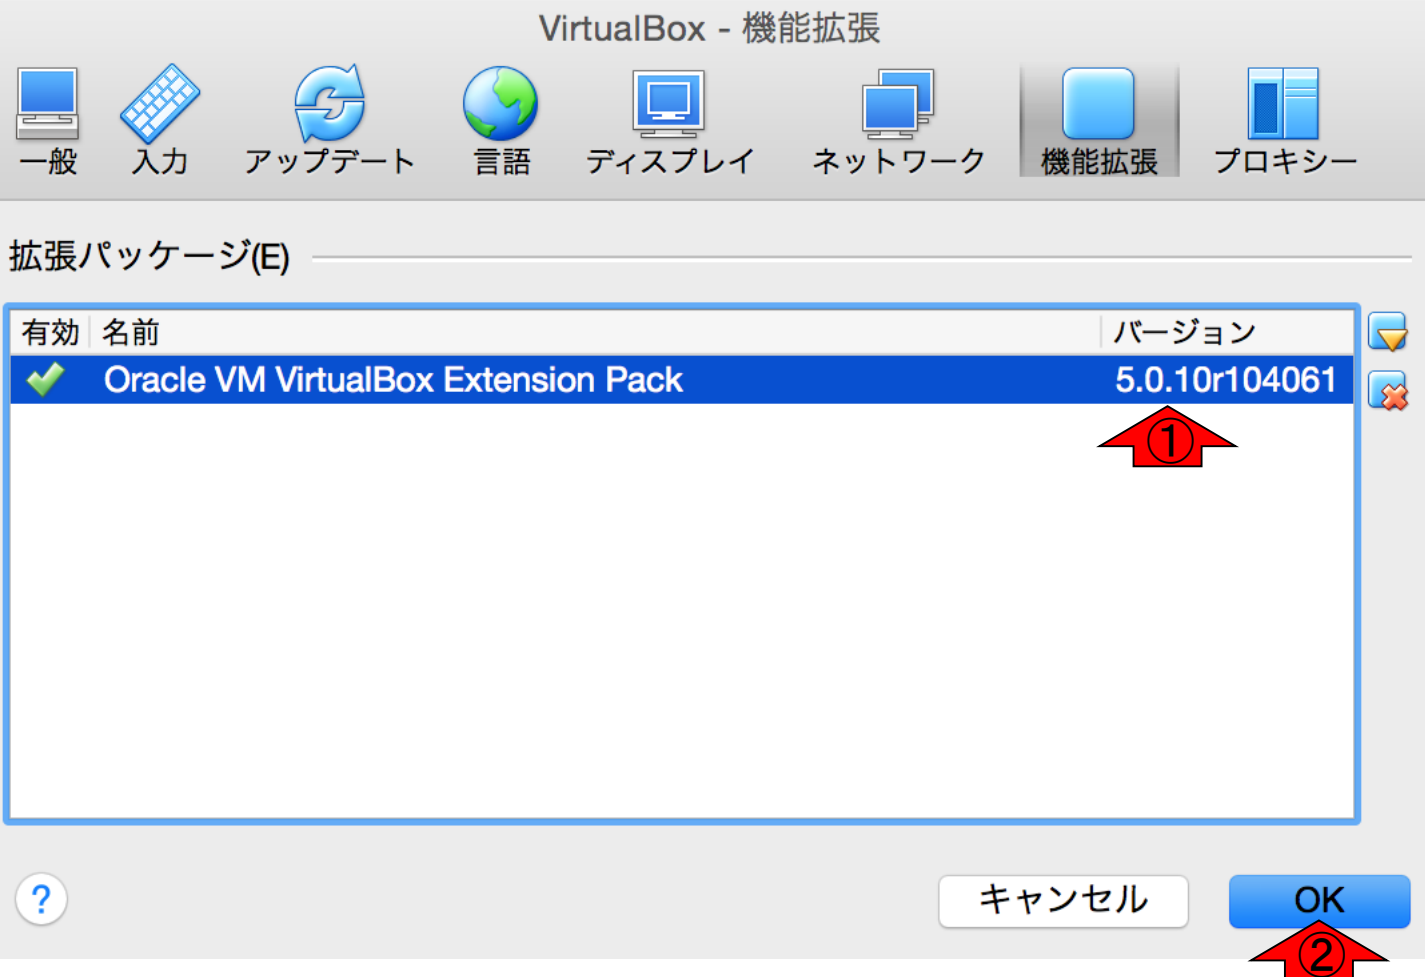 VirtualBox - 機能拡張
一般 入力 アップデート 言語 ディスプレイ ネットワーク 機能拡張 プロキシー
拡張パッケージ(E)
有効 名前 バージョン
Oracle VM VirtualBox Extension Pack 5.0.10r104061
①
? キャンセル OK
②